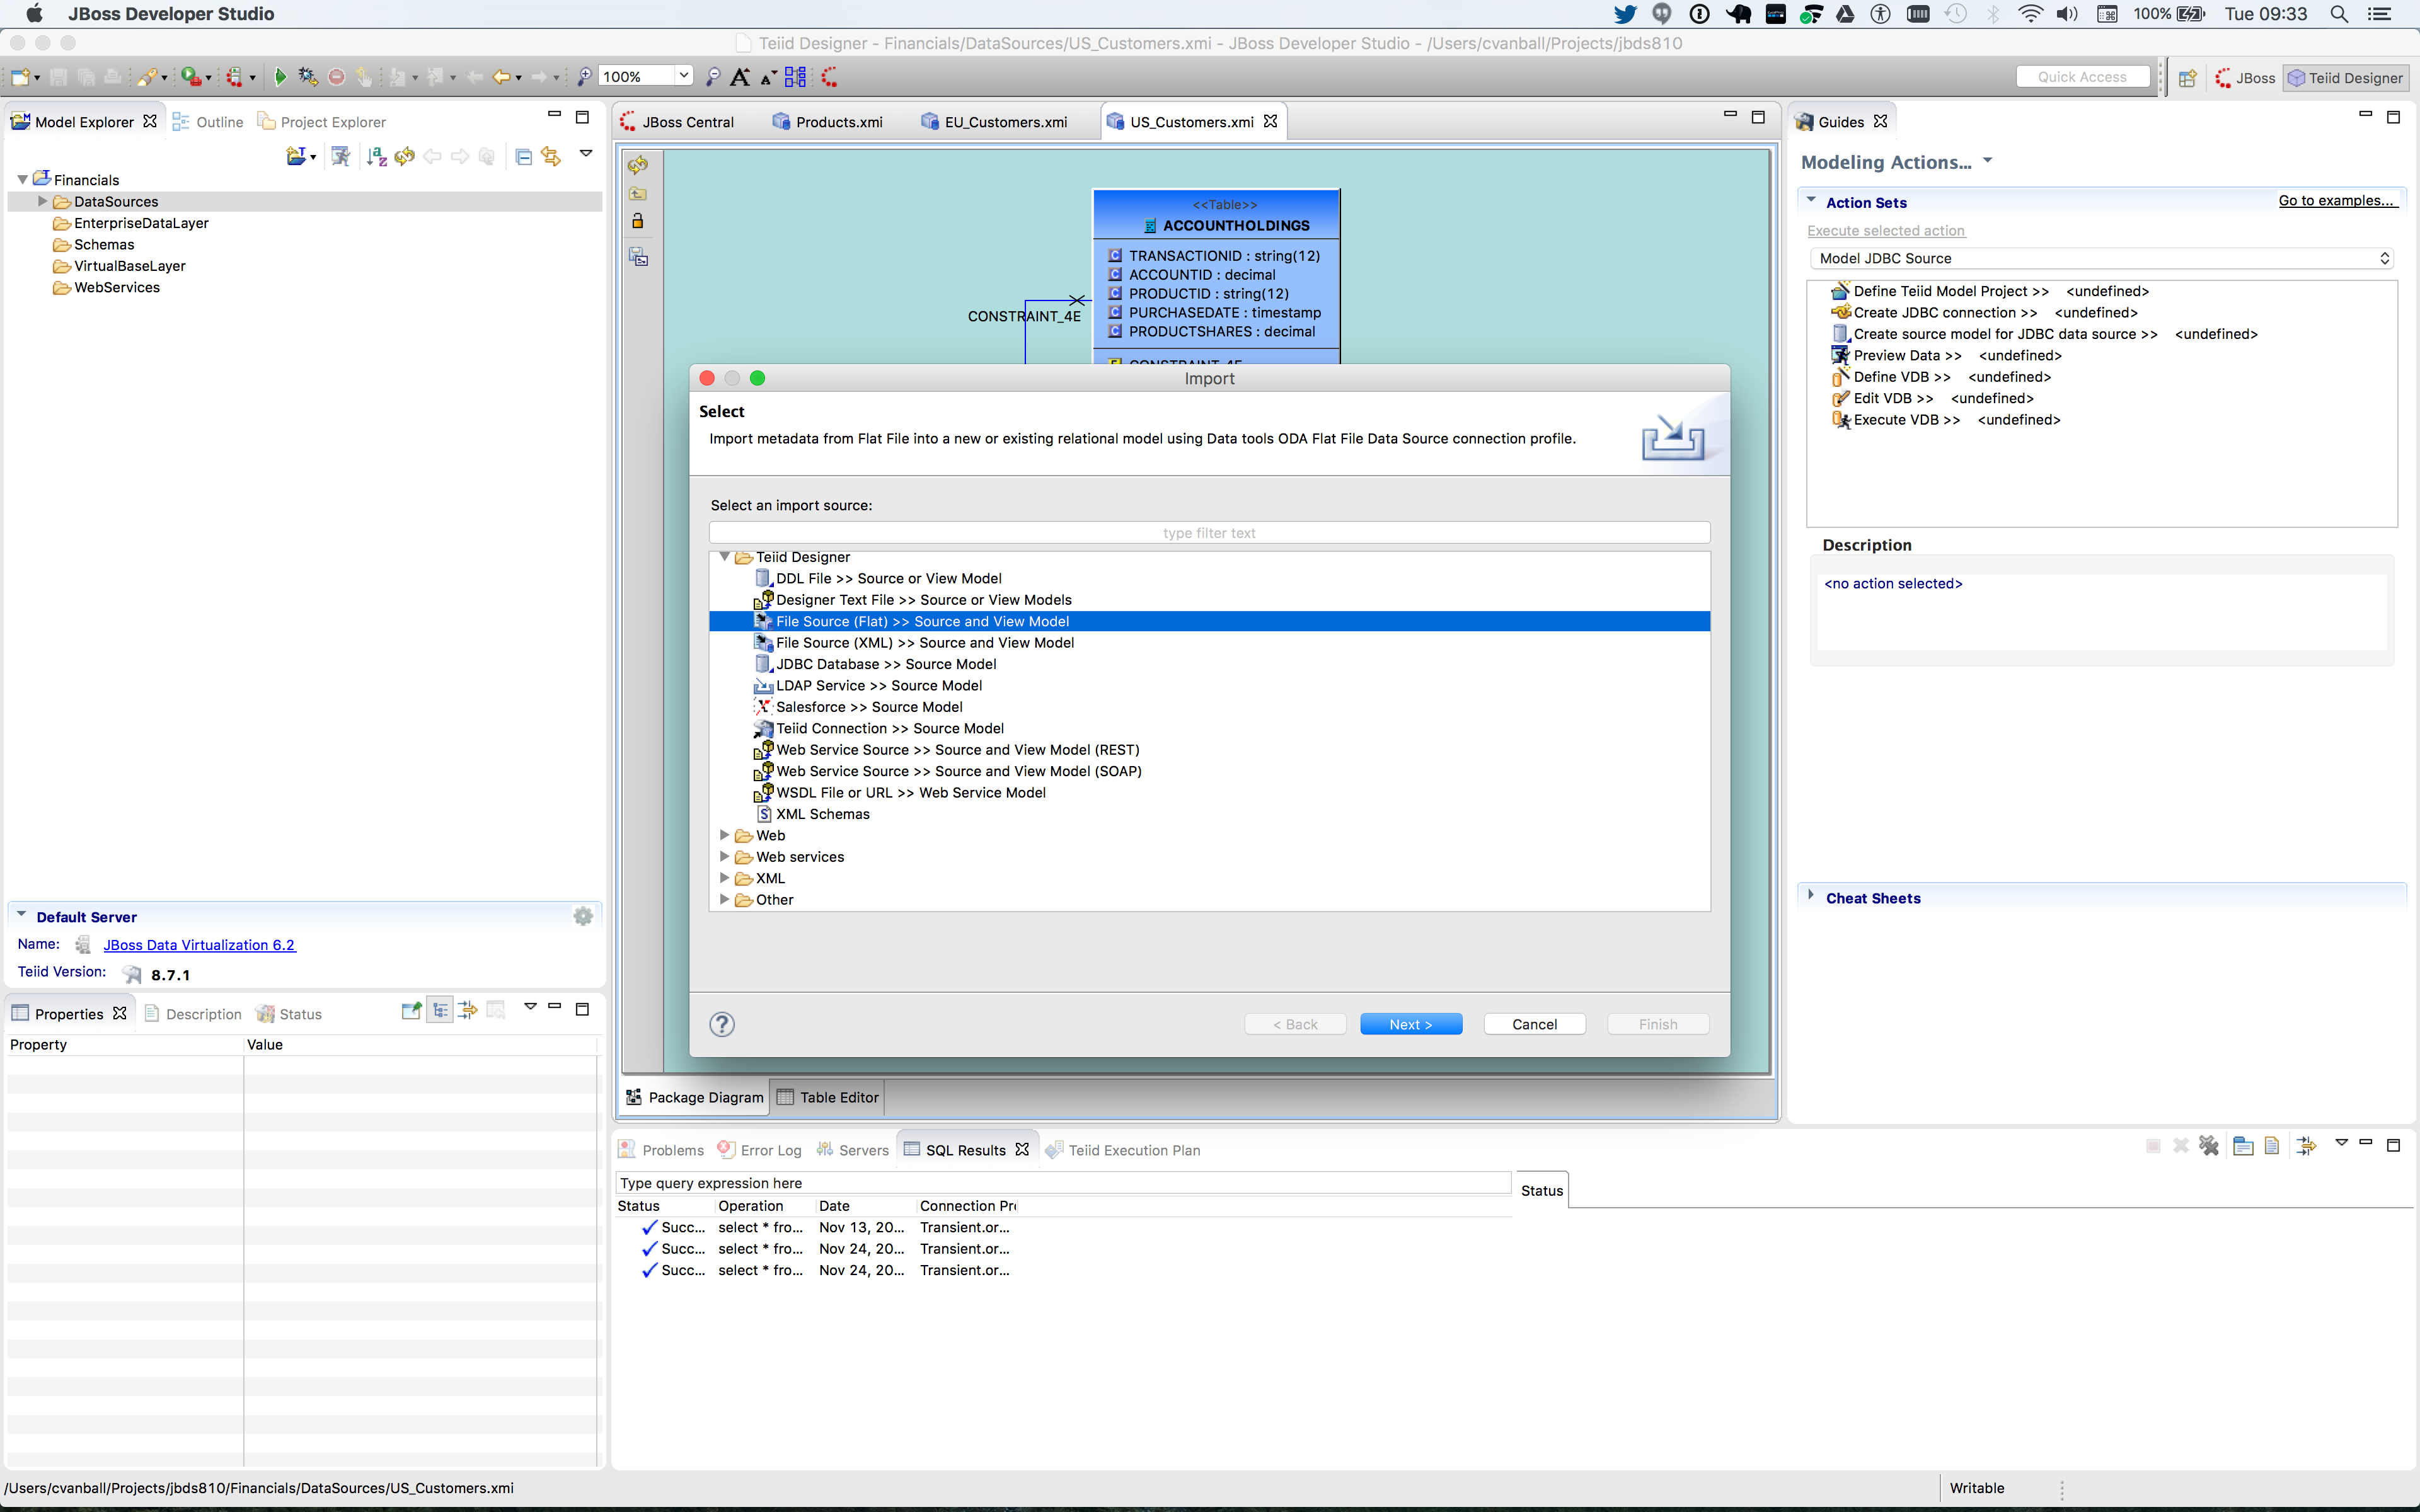 JBoss Developer Studio
100%
Tue 09:33
Teiid Designer - Financials/DataSources/US_Customers.xmi - JBoss Developer Studio - /Users/cvanball/Projects/jbds810
100%
Quick Access
JBoss
Teiid Designer
Model Explorer
Outline
Project Explorer
Financials
DataSources
EnterpriseDataLayer
Schemas
VirtualBaseLayer
WebServices
Default Server
Name: JBoss Data Virtualization 6.2
Teiid Version: 8.7.1
Properties
Description
Status
Property Value
JBoss Central
Products.xmi
EU_Customers.xmi
US_Customers.xmi
<<Table>>
ACCOUNTHOLDINGS
TRANSACTIONID : string(12)
ACCOUNTID : decimal
PRODUCTID : string(12)
PURCHASEDATE : timestamp
PRODUCTSHARES : decimal
CONSTRAINT_4E
CONSTRAINT_4E
Import
Select
Import metadata from Flat File into a new or existing relational model using Data tools ODA Flat File Data Source connection profile.
Select an import source:
type filter text
Teiid Designer
DDL File >> Source or View Model
Designer Text File >> Source or View Models
File Source (Flat) >> Source and View Model
File Source (XML) >> Source and View Model
JDBC Database >> Source Model
LDAP Service >> Source Model
Salesforce >> Source Model
Teiid Connection >> Source Model
Web Service Source >> Source and View Model (REST)
Web Service Source >> Source and View Model (SOAP)
WSDL File or URL >> Web Service Model
XML Schemas
Web
Web services
XML
Other
< Back
Next >
Cancel
Finish
Package Diagram
Table Editor
Problems
Error Log
Servers
SQL Results
Teiid Execution Plan
Type query expression here
Status Operation Date Connection Pr
Succ... select * fro... Nov 13, 20... Transient.or...
Succ... select * fro... Nov 24, 20... Transient.or...
Succ... select * fro... Nov 24, 20... Transient.or...
Status
Guides
Modeling Actions...
Action Sets
Go to examples...
Execute selected action
Model JDBC Source
Define Teiid Model Project >> <undefined>
Create JDBC connection >> <undefined>
Create source model for JDBC data source >> <undefined>
Preview Data >> <undefined>
Define VDB >> <undefined>
Edit VDB >> <undefined>
Execute VDB >> <undefined>
Description
<no action selected>
Cheat Sheets
/Users/cvanball/Projects/jbds810/Financials/DataSources/US_Customers.xmi
Writable